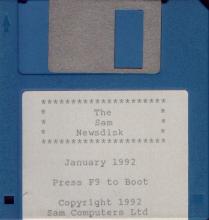 *********************
* The *
* Sam *
* Newsdisk *
*********************
January 1992
Press F9 to Boot
Copyright 1992
Sam Computers Ltd